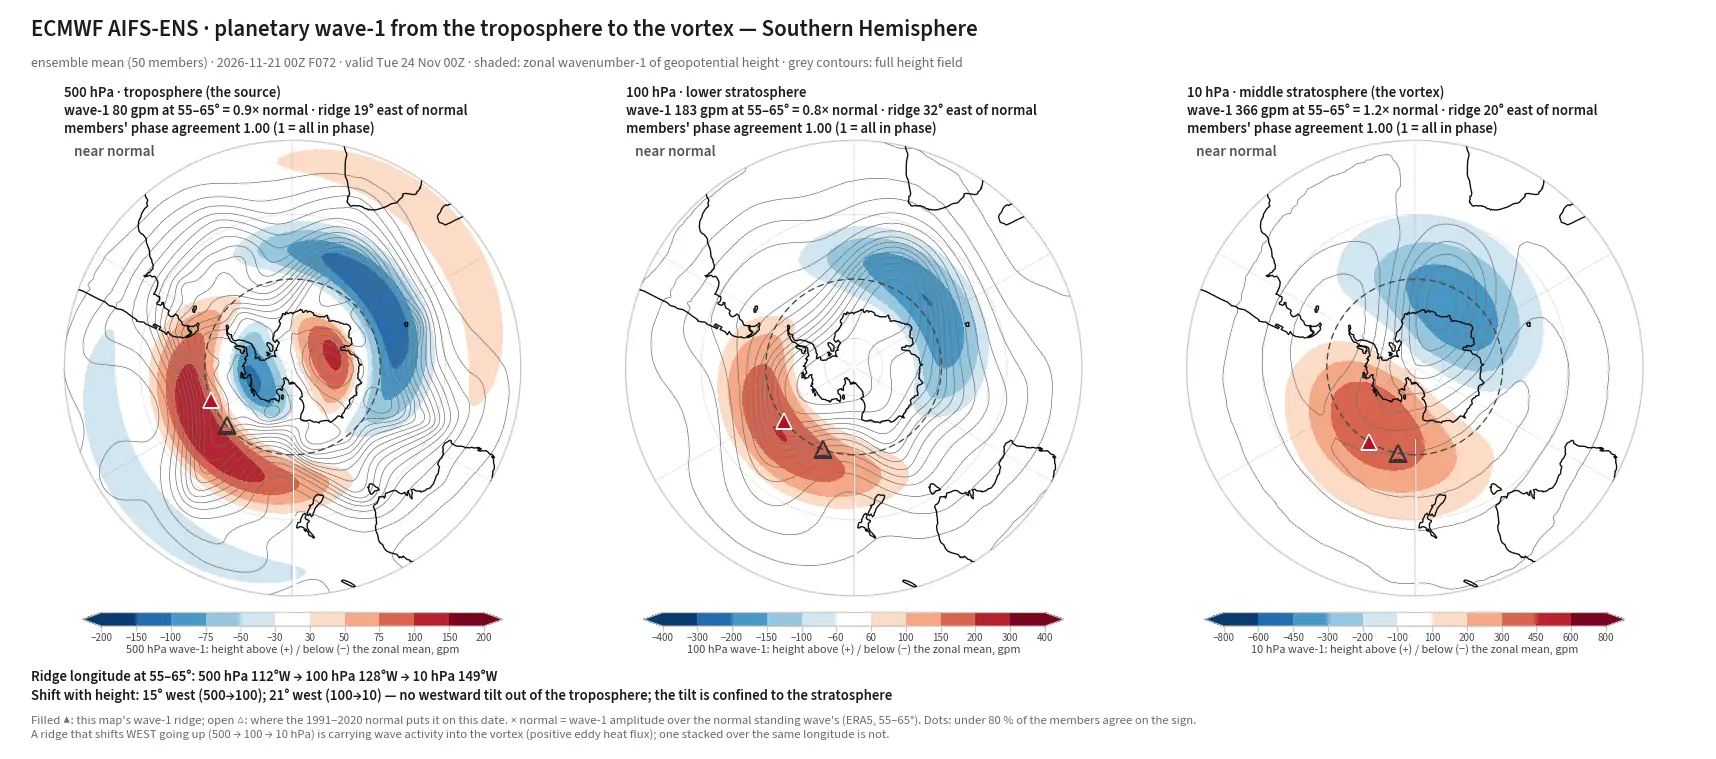 ECMWF AIFS-ENS · planetary wave-1 from the troposphere to the vortex — Southern Hemisphere
ensemble mean (50 members) · 2026-11-21 00Z F072 · valid Tue 24 Nov 00Z · shaded: zonal wavenumber-1 of geopotential height · grey contours: full height field
500 hPa · troposphere (the source)
wave-1 80 gpm at 55–65° = 0.9× normal · ridge 19° east of normal
members' phase agreement 1.00 (1 = all in phase)
near normal
100 hPa · lower stratosphere
wave-1 183 gpm at 55–65° = 0.8× normal · ridge 32° east of normal
members' phase agreement 1.00 (1 = all in phase)
near normal
10 hPa · middle stratosphere (the vortex)
wave-1 366 gpm at 55–65° = 1.2× normal · ridge 20° east of normal
members' phase agreement 1.00 (1 = all in phase)
near normal
−200 −150 −100 −75 −50 −30 30 50 75 100 150 200
500 hPa wave-1: height above (+) / below (−) the zonal mean, gpm
−400 −300 −200 −150 −100 −60 60 100 150 200 300 400
100 hPa wave-1: height above (+) / below (−) the zonal mean, gpm
−800 −600 −450 −300 −200 −100 100 200 300 450 600 800
10 hPa wave-1: height above (+) / below (−) the zonal mean, gpm
Ridge longitude at 55–65°: 500 hPa 112°W → 100 hPa 128°W → 10 hPa 149°W
Shift with height: 15° west (500→100); 21° west (100→10) — no westward tilt out of the troposphere; the tilt is confined to the stratosphere
Filled ▲: this map's wave-1 ridge; open △: where the 1991–2020 normal puts it on this date. × normal = wave-1 amplitude over the normal standing wave's (ERA5, 55–65°). Dots: under 80 % of the members agree on the sign.
A ridge that shifts WEST going up (500 → 100 → 10 hPa) is carrying wave activity into the vortex (positive eddy heat flux); one stacked over the same longitude is not.